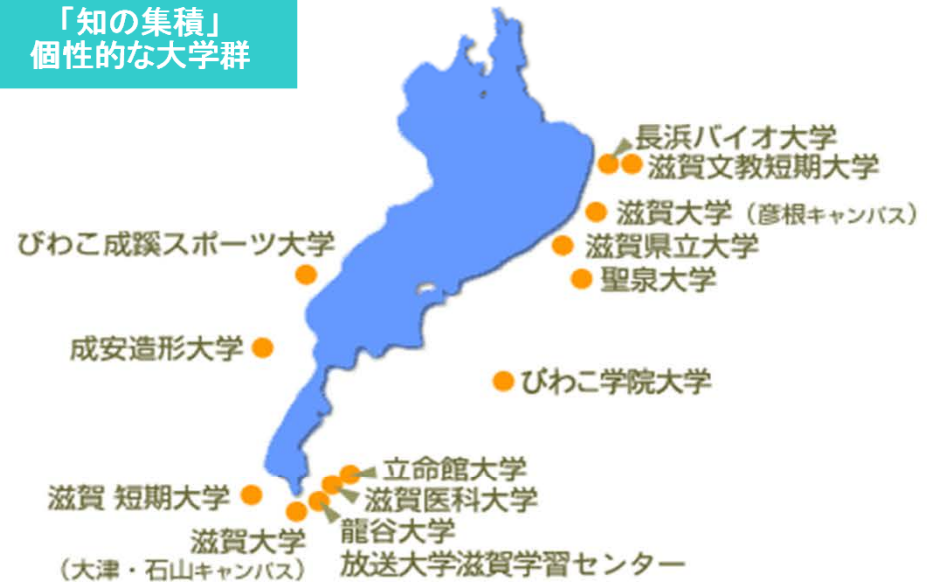 「知の集積」
個性的な大学群
長浜バイオ大学
滋賀文教短期大学
滋賀大学（彦根キャンパス）
びわこ成蹊スポーツ大学
滋賀県立大学
聖泉大学
成安造形大学
びわこ学院大学
立命館大学
滋賀 短期大学
滋賀医科大学
龍谷大学
滋賀大学
（大津・石山キャンパス）
放送大学滋賀学習センター